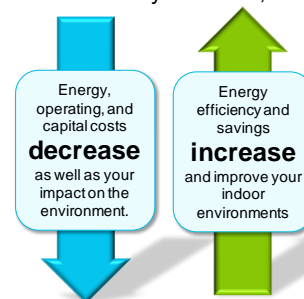 Energy,
operating, and
capital costs
decrease
as well as your
impact on the
environment.
Energy
efficiency and
savings
increase
and improve your
indoor
environments